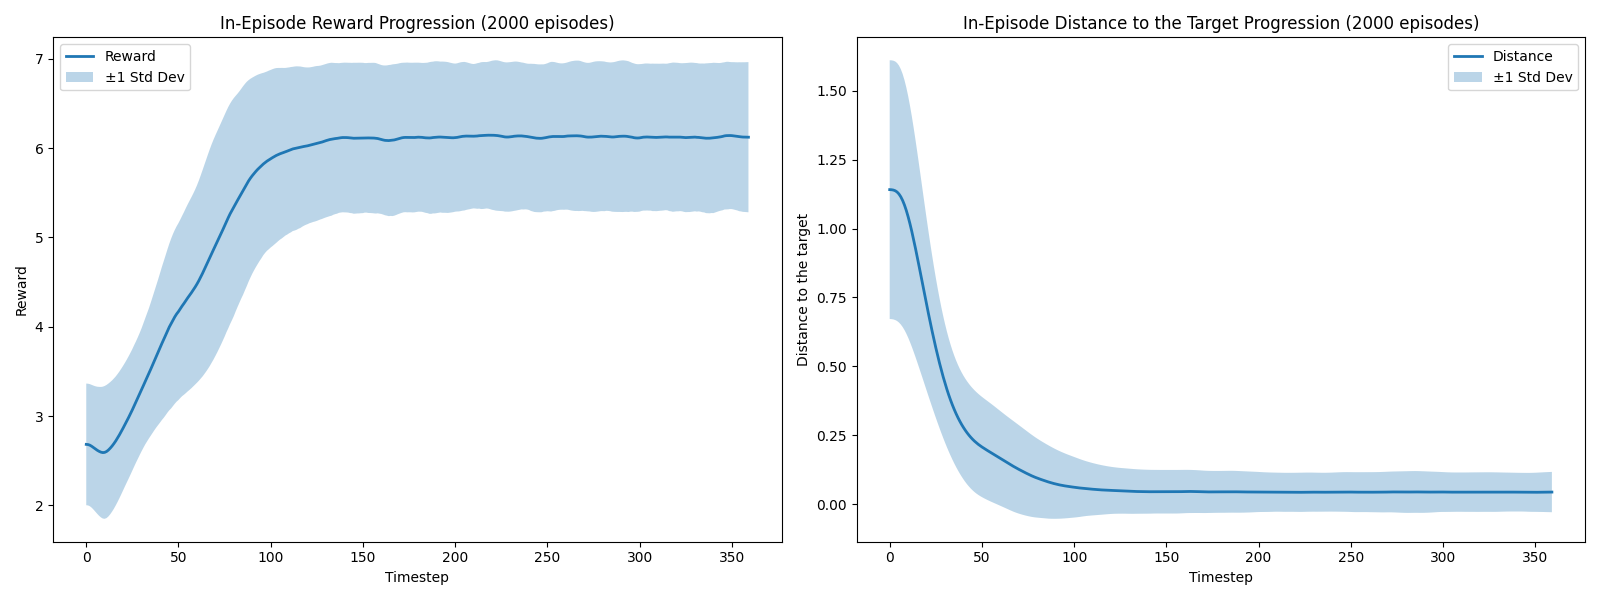 In-Episode Reward Progression (2000 episodes)
Reward
±1 Std Dev
7
6
5
4
3
2
Reward
0
50
100
150
200
250
300
350
Timestep
In-Episode Distance to the Target Progression (2000 episodes)
Distance
±1 Std Dev
1.50
1.25
1.00
0.75
0.50
0.25
0.00
Distance to the target
0
50
100
150
200
250
300
350
Timestep